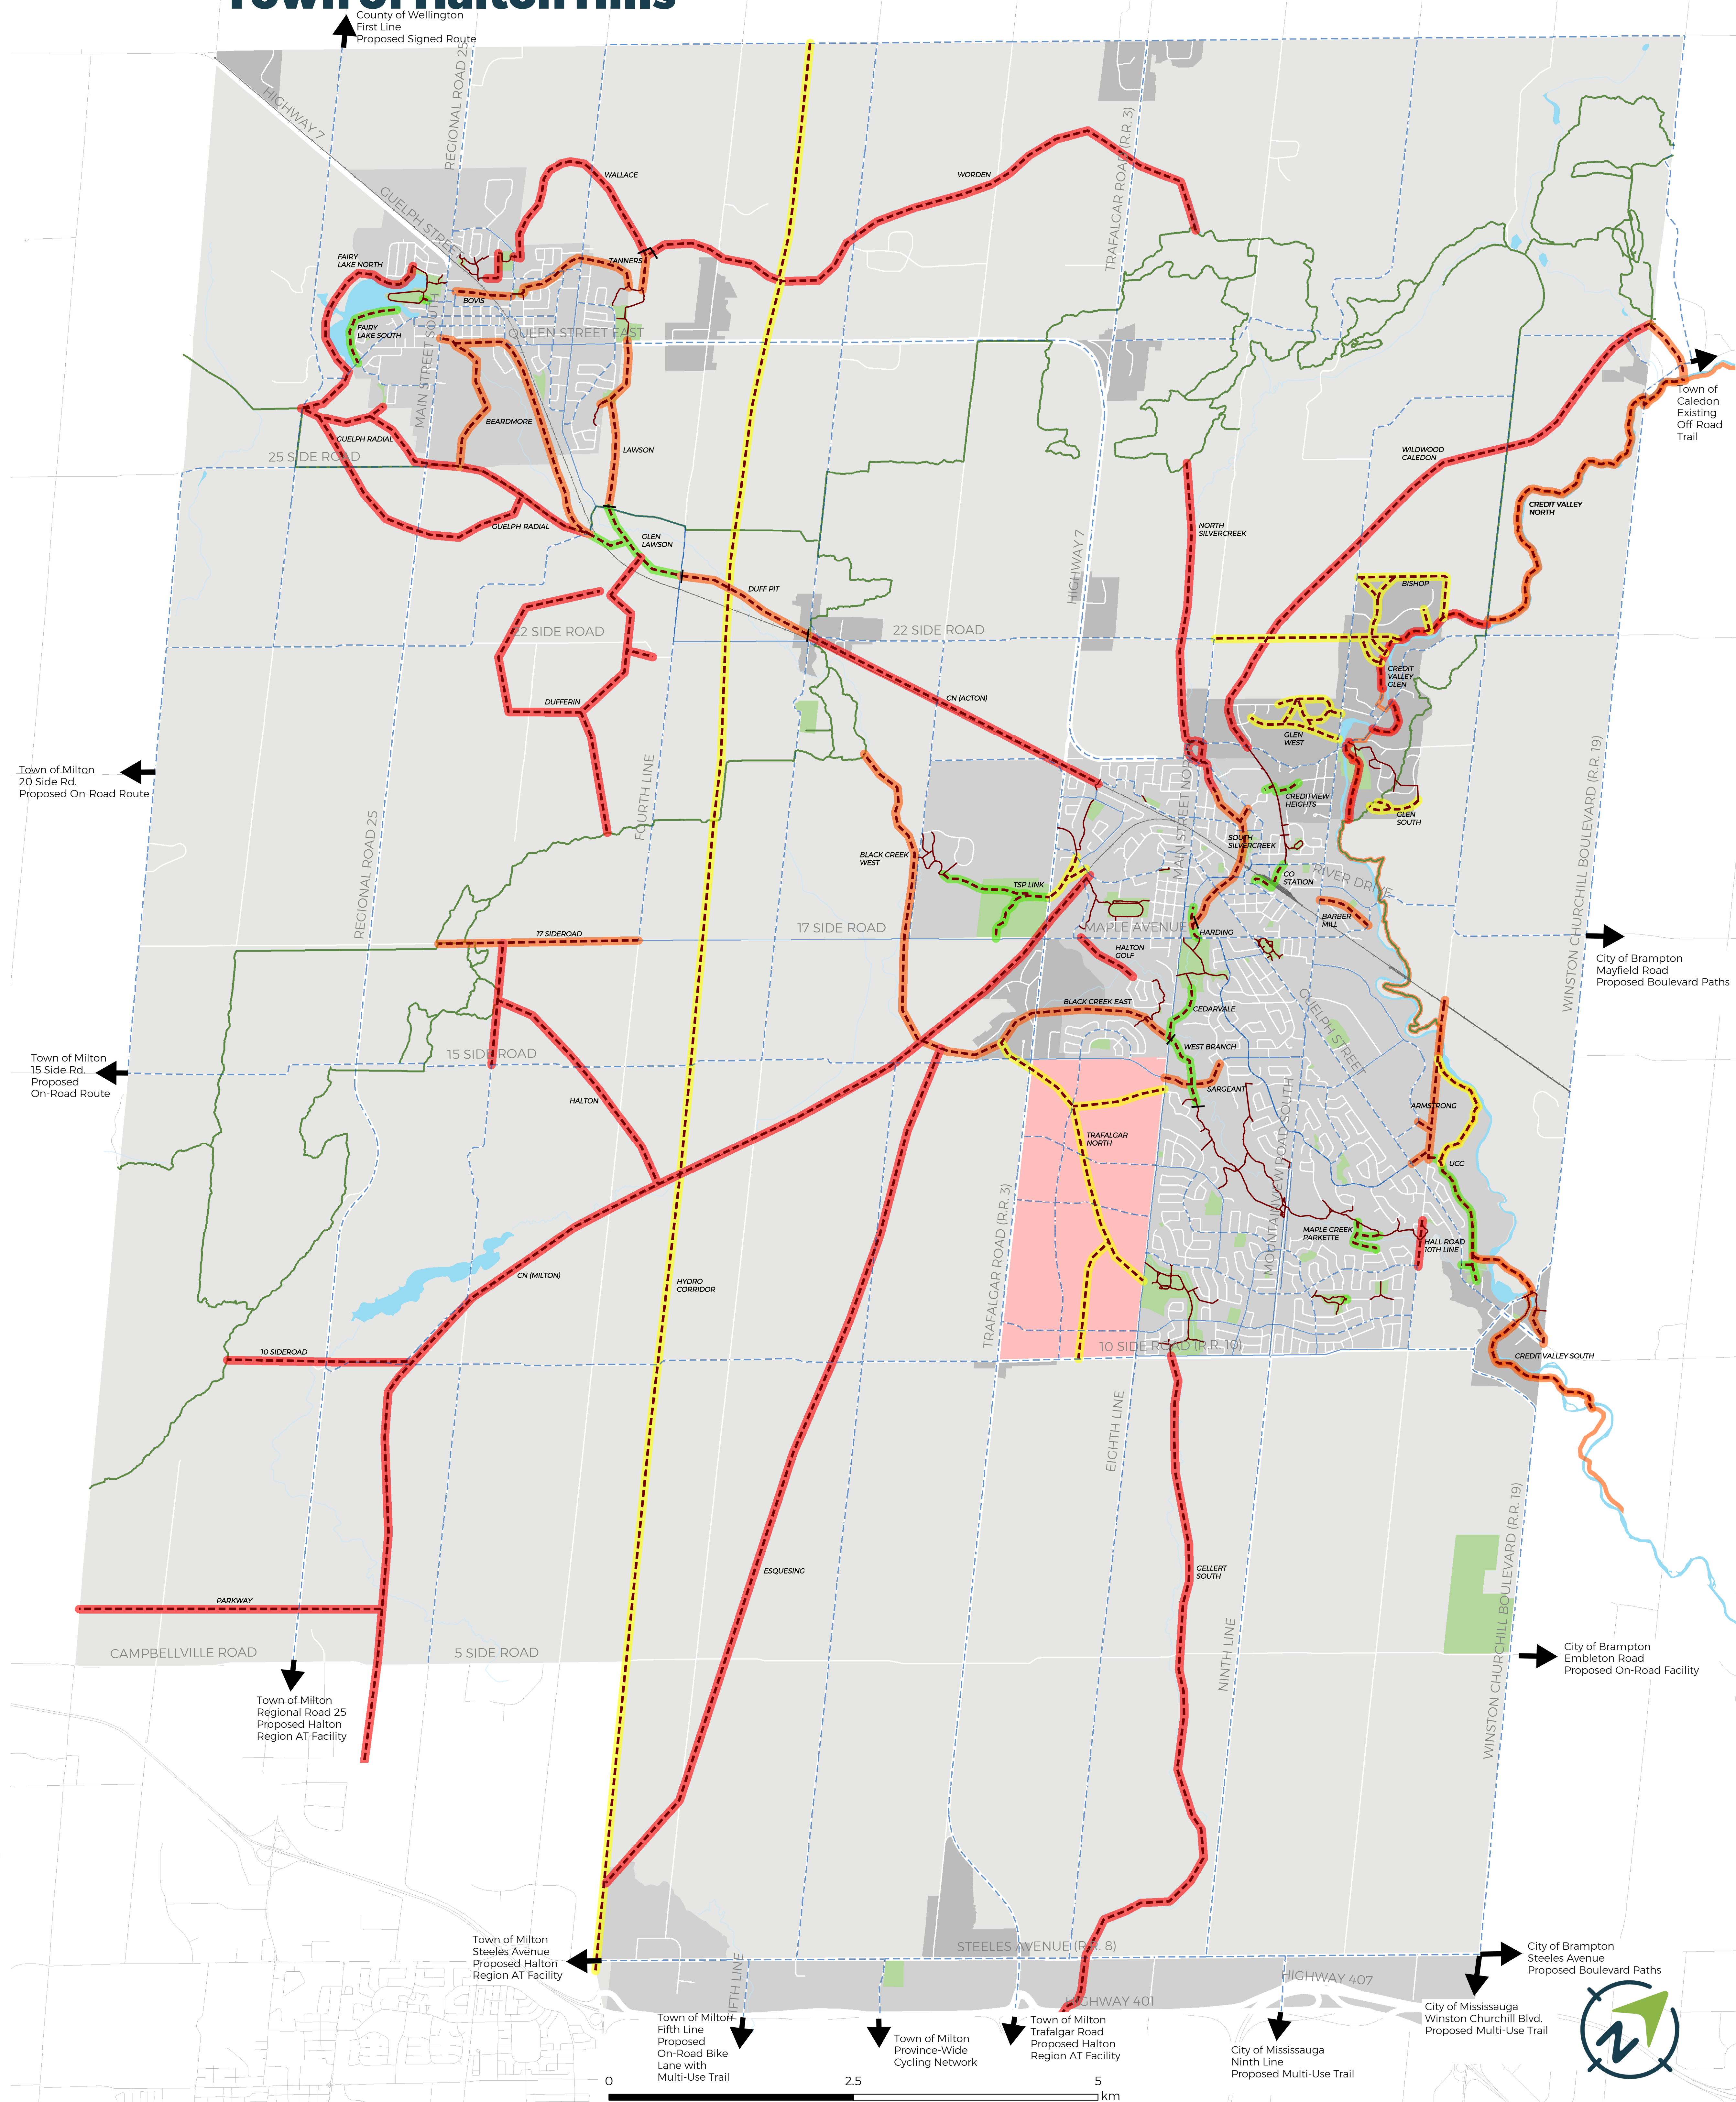 Town of Halton Hills
County of Wellington
First Line
Proposed Signed Route
REGIONAL ROAD 25
HIGHWAY 7
TRAFALGAR ROAD (R.R. 3)
GUELPH STREET
WALLACE
WORDEN
FAIRY
LAKE NORTH
TANNERS
BOVIS
FAIRY
LAKE SOUTH
QUEEN STREET EAST
MAIN STREET SOUTH
Town of
Caledon
Existing
Off-Road
Trail
BEARDMORE
GUELPH RADIAL
25 SIDE ROAD
LAWSON
WILDWOOD
CALEDON
CREDIT VALLEY
NORTH
GUELPH RADIAL
GLEN
LAWSON
NORTH
SILVERCREEK
HIGHWAY 7
DUFF PIT
BISHOP
22 SIDE ROAD
22 SIDE ROAD
CREDIT
VALLEY
GLEN
DUFFERIN
CN (ACTON)
GLEN
WEST
Town of Milton
20 Side Rd.
Proposed On-Road Route
FOURTH LINE
MAIN STREET NORTH
CREDITVIEW
HEIGHTS
GLEN
SOUTH
WINSTON CHURCHILL BOULEVARD (R.R. 19)
REGIONAL ROAD 25
BLACK CREEK
WEST
SOUTH
SILVERCREEK
TSP LINK
GO
STATION
RIVER DRIVE
BARBER
MILL
17 SIDEROAD
17 SIDE ROAD
MAPLE AVENUE
HARDING
HALTON
GOLF
City of Brampton
Mayfield Road
Proposed Boulevard Paths
BLACK CREEK EAST
CEDARVALE
GUELPH STREET
15 SIDE ROAD
WEST BRANCH
Town of Milton
15 Side Rd.
Proposed
On-Road Route
HALTON
SARGEANT
ARMSTRONG
TRAFALGAR
NORTH
UCC
MOUNTAINVIEW ROAD SOUTH
TRAFALGAR ROAD (R.R. 3)
MAPLE CREEK
PARKETTE
HALL ROAD
10TH LINE
CN (MILTON)
HYDRO
CORRIDOR
10 SIDEROAD
10 SIDE ROAD (R.R. 10)
CREDIT VALLEY SOUTH
EIGHTH LINE
ESQUESING
GELLERT
SOUTH
PARKWAY
CAMPBELLVILLE ROAD
5 SIDE ROAD
NINTH LINE
WINSTON CHURCHILL BOULEVARD (R.R. 19)
City of Brampton
Embleton Road
Proposed On-Road Facility
Town of Milton
Regional Road 25
Proposed Halton
Region AT Facility
Town of Milton
Steeles Avenue
Proposed Halton
Region AT Facility
STEELES AVENUE (R.R. 8)
City of Brampton
Steeles Avenue
Proposed Boulevard Paths
FIFTH LINE
HIGHWAY 407
HIGHWAY 401
Town of Milton
Fifth Line
Proposed
On-Road Bike
Lane with
Multi-Use Trail
Town of Milton
Province-Wide
Cycling Network
Town of Milton
Trafalgar Road
Proposed Halton
Region AT Facility
City of Mississauga
Ninth Line
Proposed Multi-Use Trail
City of Mississauga
Winston Churchill Blvd.
Proposed Multi-Use Trail
N
0
2.5
5
km